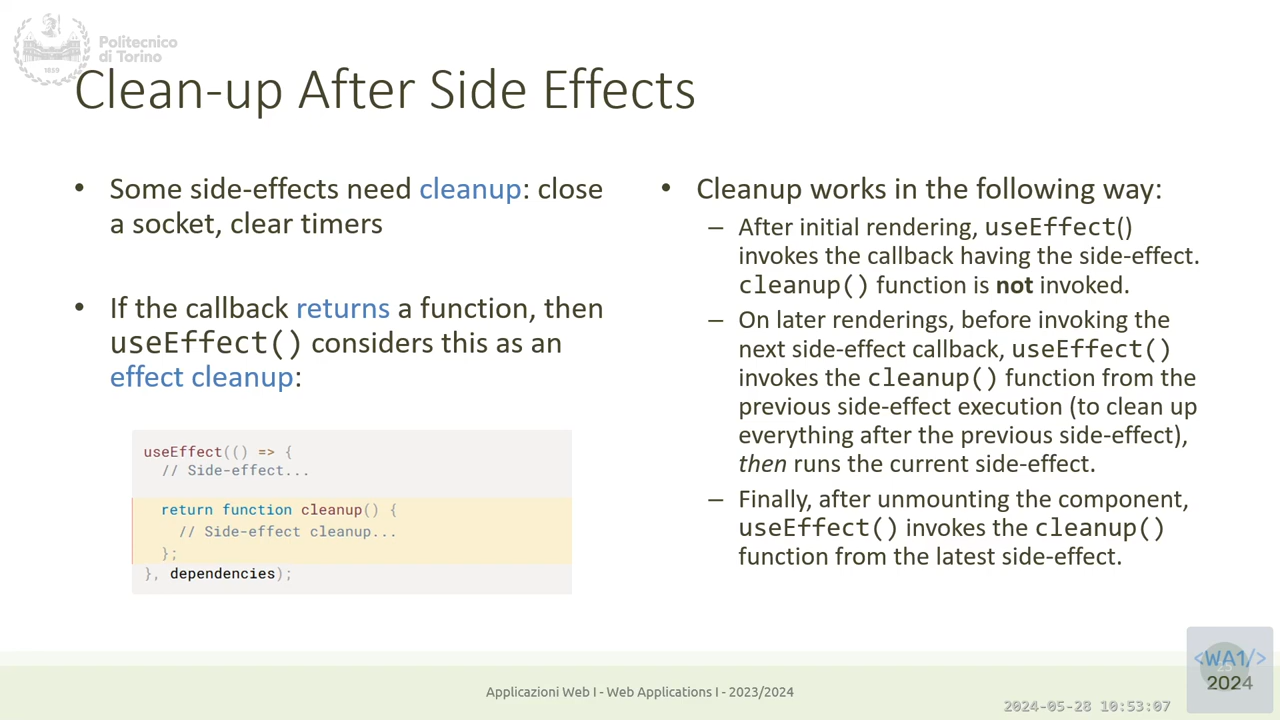 Politecnico
di Torino
1859
Clean-up After Side Effects
• Some side-effects need cleanup: close
a socket, clear timers
• If the callback returns a function, then
useEffect() considers this as an
effect cleanup:
useEffect(() => {
// Side-effect...
return function cleanup() {
// Side-effect cleanup...
};
}, dependencies);
• Cleanup works in the following way:
– After initial rendering, useEffect()
invokes the callback having the side-effect.
cleanup() function is not invoked.
– On later renderings, before invoking the
next side-effect callback, useEffect()
invokes the cleanup() function from the
previous side-effect execution (to clean up
everything after the previous side-effect),
then runs the current side-effect.
– Finally, after unmounting the component,
useEffect() invokes the cleanup()
function from the latest side-effect.
Applicazioni Web I - Web Applications I - 2023/2024
<WA1/>
2024
2024-05-28 10:53:07